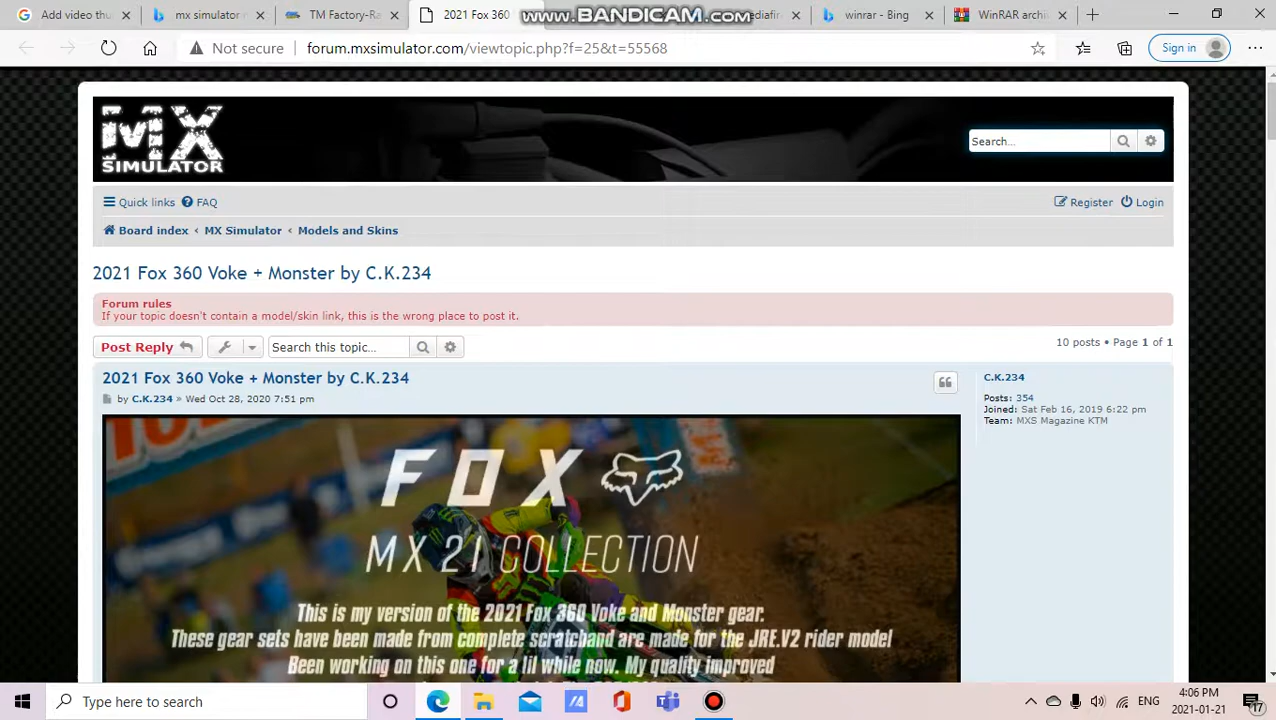 Add video thu
mx simulator r
TM Factory-Ra
2021 Fox 360
www.BANDICAM.com
ediafir
winrar - Bing
WinRAR archi
Not secure
forum.mxsimulator.com/viewtopic.php?f=25&t=55568
Sign in
MX
SIMULATOR
Search...
Quick links
FAQ
Register
Login
Board index ‹ MX Simulator ‹ Models and Skins
2021 Fox 360 Voke + Monster by C.K.234
Forum rules
If your topic doesn't contain a model/skin link, this is the wrong place to post it.
Post Reply
Search this topic...
10 posts • Page 1 of 1
2021 Fox 360 Voke + Monster by C.K.234
by C.K.234 » Wed Oct 28, 2020 7:51 pm
C.K.234
Posts: 354
Joined: Sat Feb 16, 2019 6:22 pm
Team: MXS Magazine KTM
FOX
MX 21 COLLECTION
This is my version of the 2021 Fox 360 Voke and Monster gear.
These gear sets have been made from complete scratchand are made for the JRE.V2 rider model
Been working on this one for a lil while now. My quality improved
Type here to search
ENG
4:06 PM
2021-01-21
17